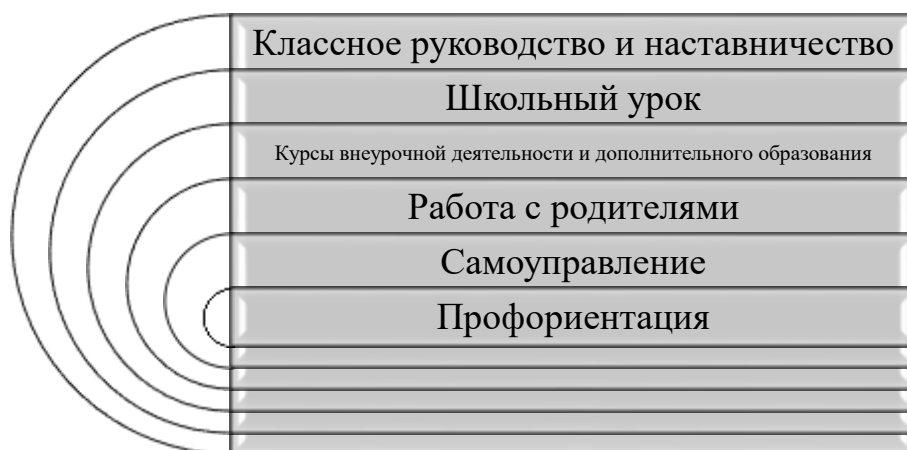 Классное руководство и наставничество
Школьный урок
Курсы внеурочной деятельности и дополнительного образования
Работа с родителями
Самоуправление
Профориентация